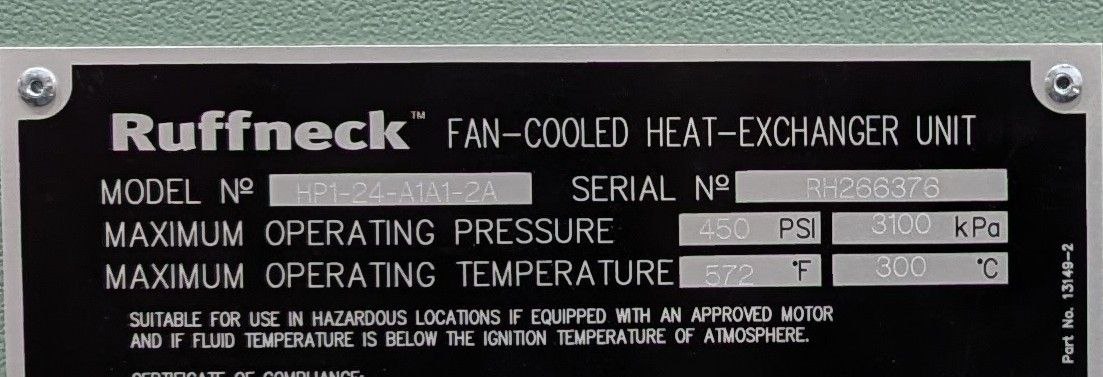 Ruffneck™ FAN-COOLED HEAT-EXCHANGER UNIT
MODEL Nº HP1-24-A1A1-2A SERIAL Nº RH266376
MAXIMUM OPERATING PRESSURE 450 PSI 3100 kPa
MAXIMUM OPERATING TEMPERATURE 572 °F 300 °C
SUITABLE FOR USE IN HAZARDOUS LOCATIONS IF EQUIPPED WITH AN APPROVED MOTOR
AND IF FLUID TEMPERATURE IS BELOW THE IGNITION TEMPERATURE OF ATMOSPHERE.
CERTIFICATE OF COMPLIANCE:
Part No. 13149-2